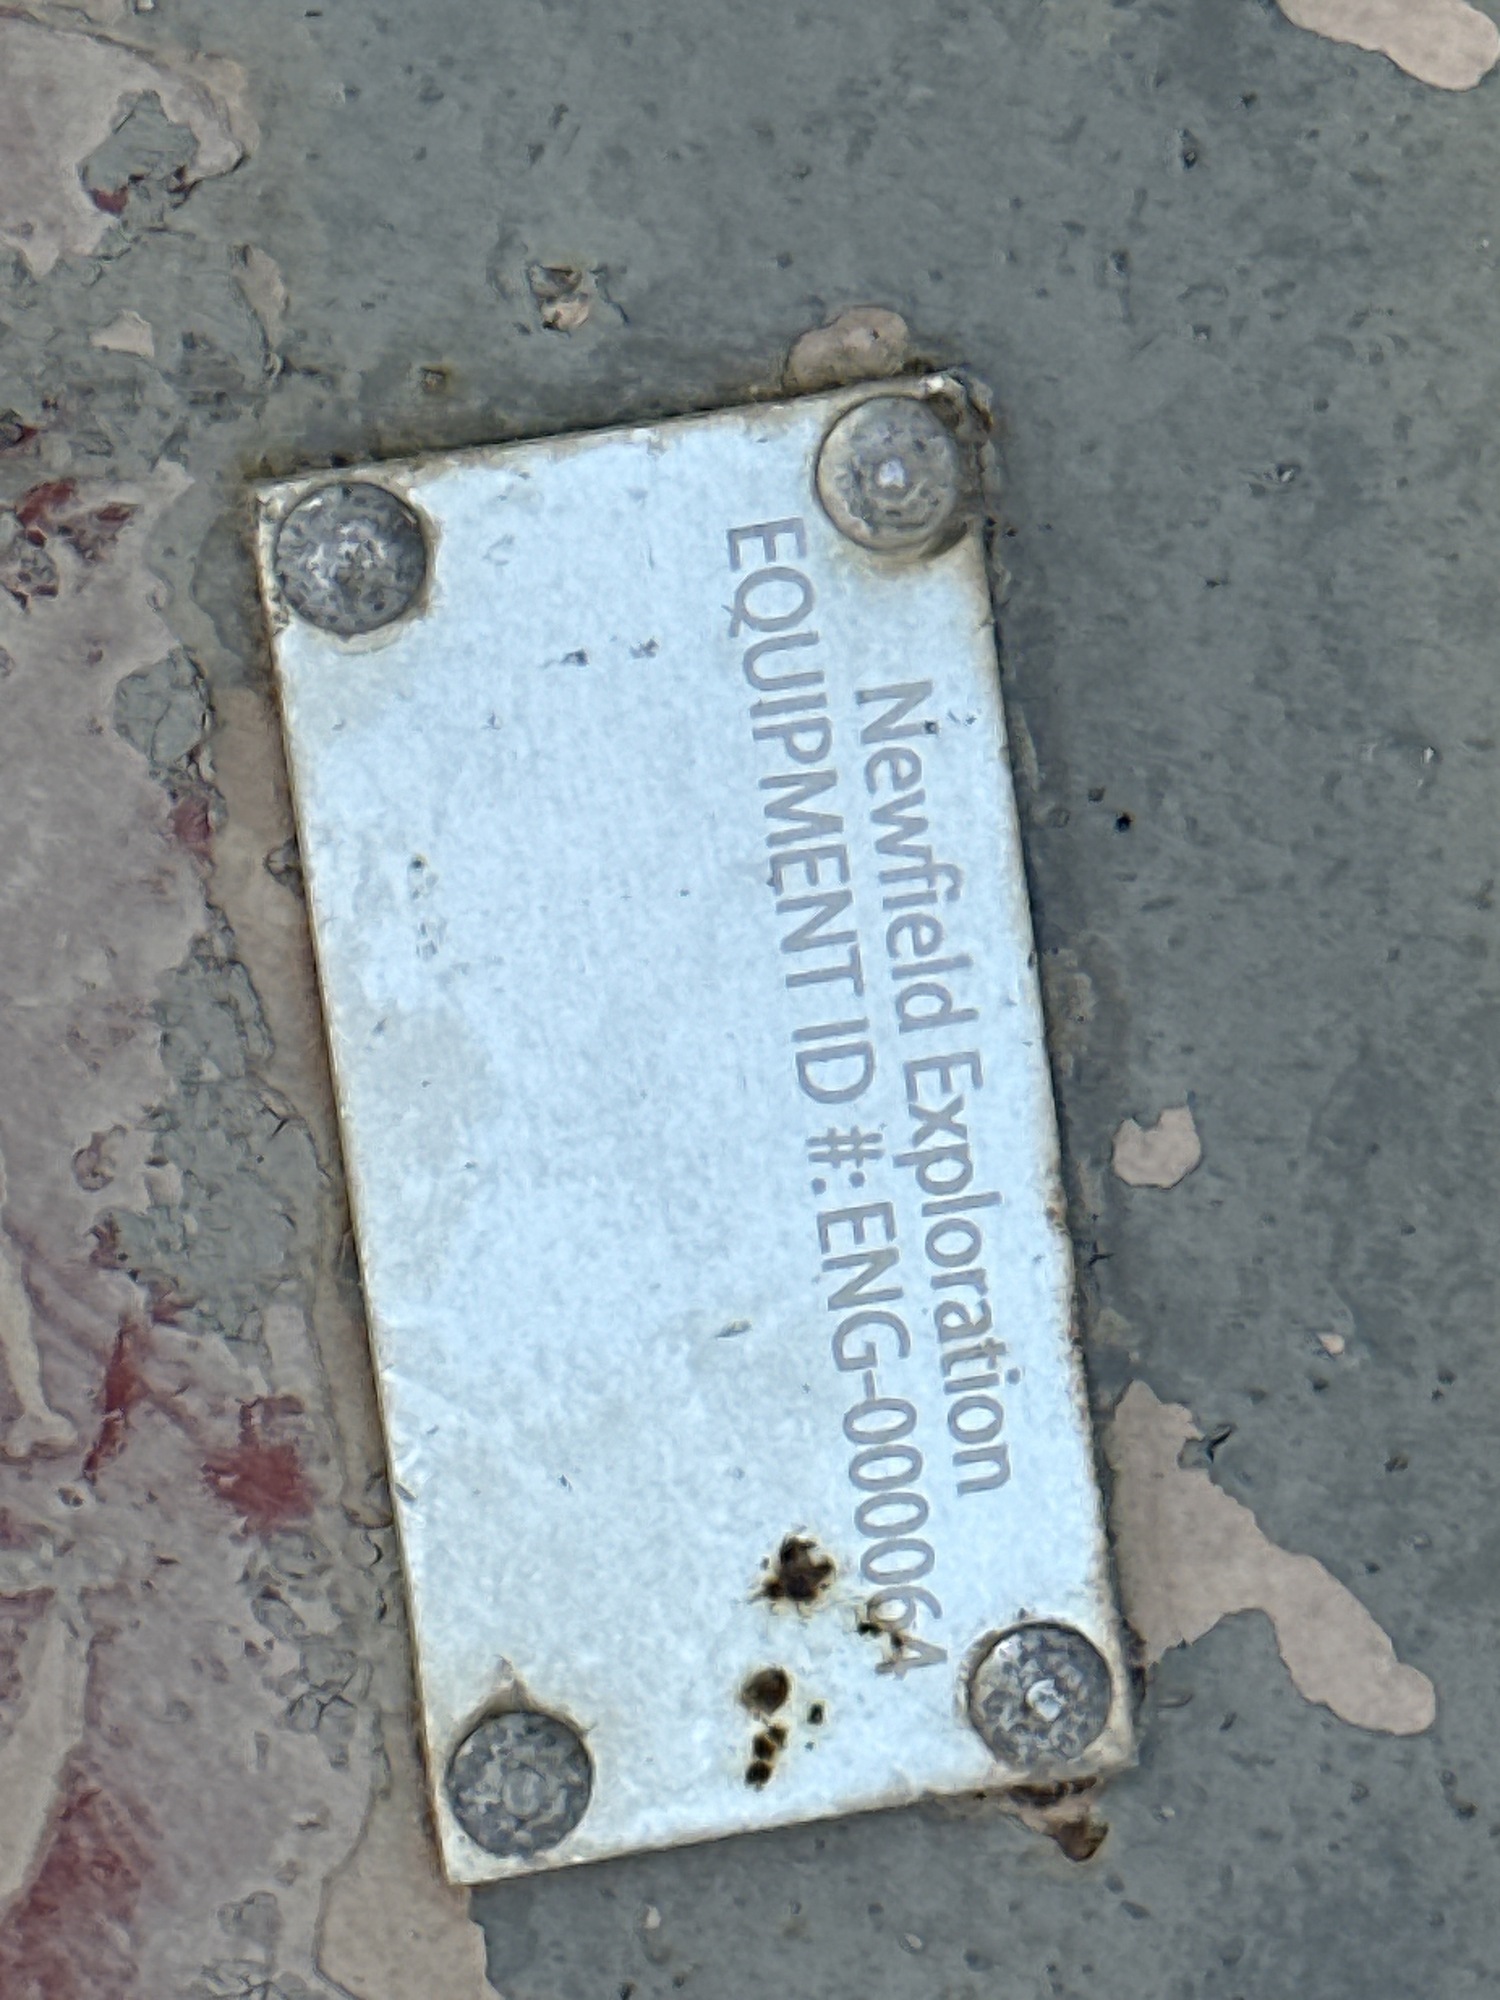 Newfield Exploration
EQUIPMENT ID #: ENG-000064